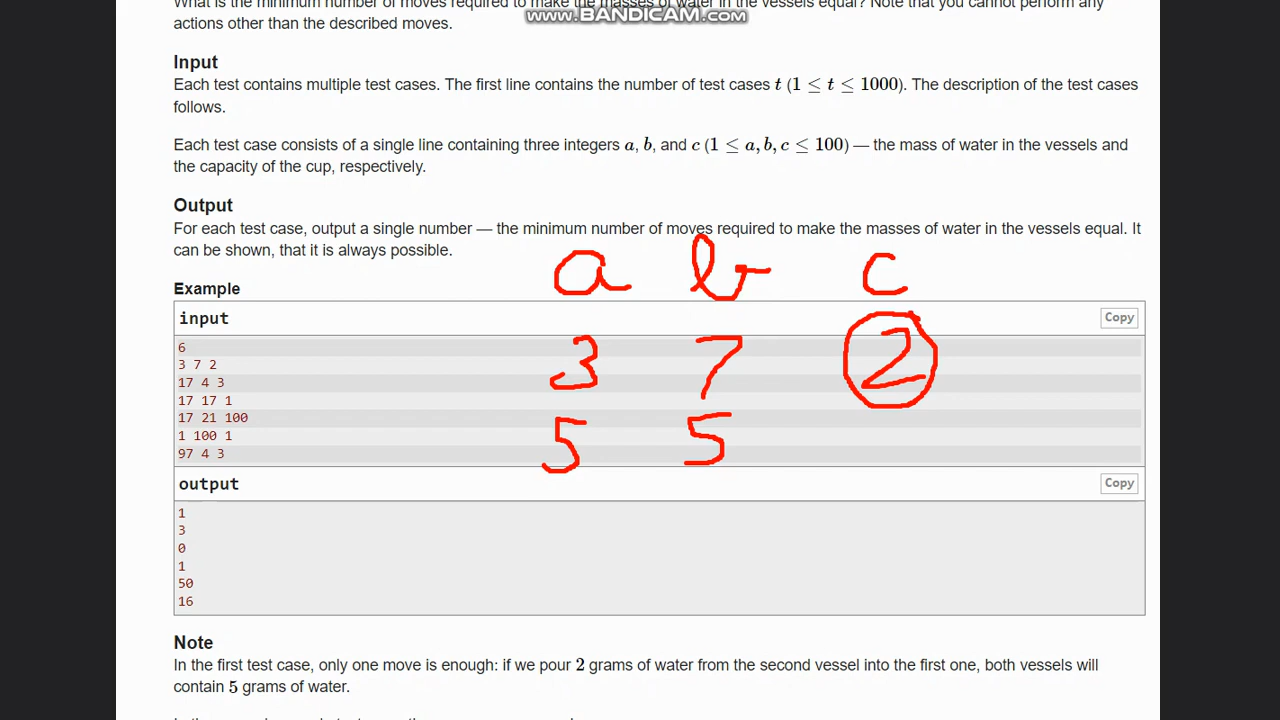 What is the minimum number of moves required to make the masses of water in the vessels equal? Note that you cannot perform any
www.BANDICAM.com
actions other than the described moves.
Input
Each test contains multiple test cases. The first line contains the number of test cases t (1 ≤ t ≤ 1000). The description of the test cases
follows.
Each test case consists of a single line containing three integers a, b, and c (1 ≤ a, b, c ≤ 100) — the mass of water in the vessels and
the capacity of the cup, respectively.
Output
For each test case, output a single number — the minimum number of moves required to make the masses of water in the vessels equal. It
can be shown, that it is always possible.
a b c
Example
input
Copy
3 7 2
5 5
6
3 7 2
17 4 3
17 17 1
17 21 100
1 100 1
97 4 3
output
Copy
1
3
0
1
50
16
Note
In the first test case, only one move is enough: if we pour 2 grams of water from the second vessel into the first one, both vessels will
contain 5 grams of water.